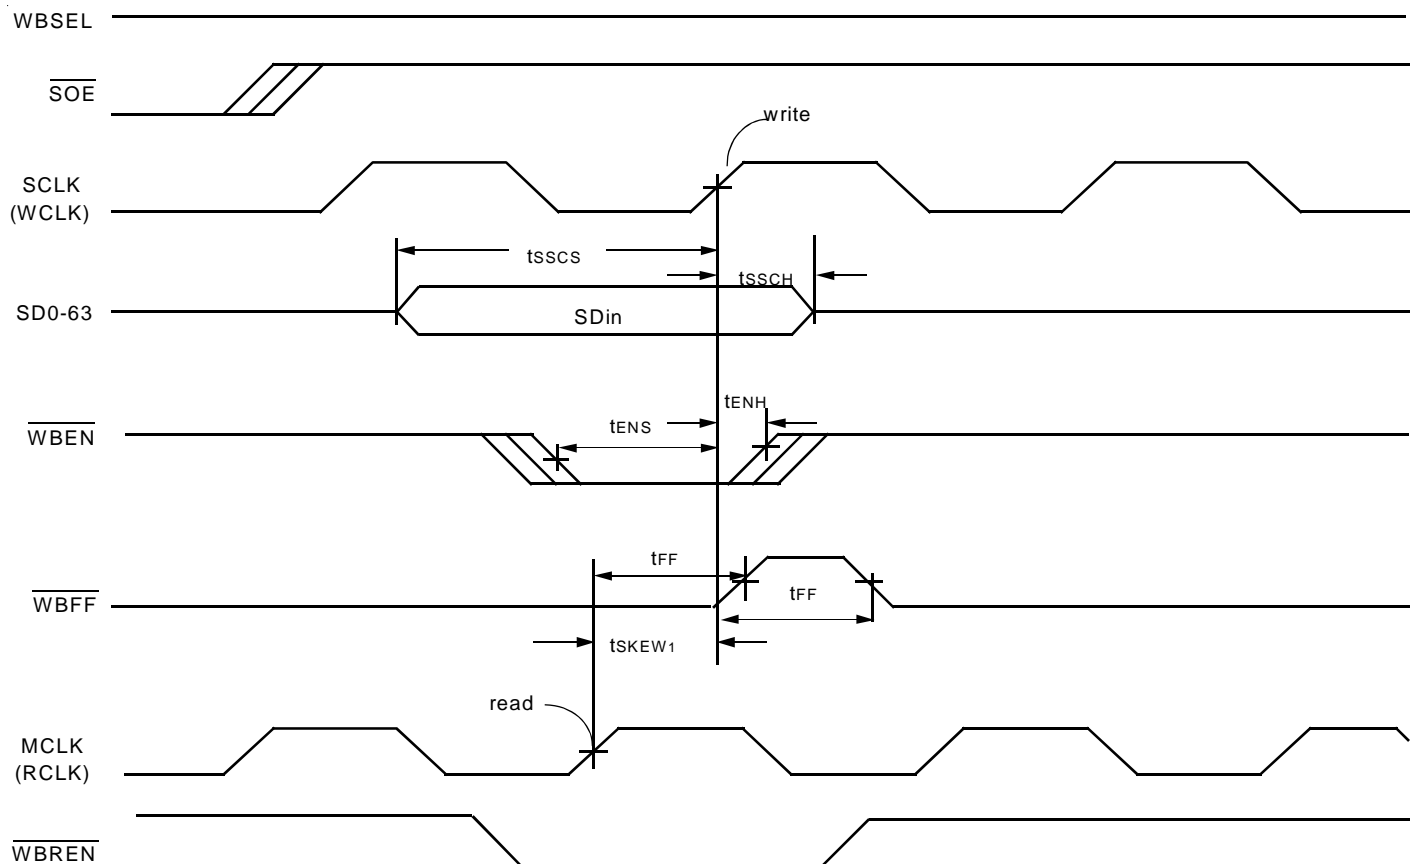 WBSEL
SOE
write
SCLK
(WCLK)
tSSCS
tSSCH
SD0-63
SDin
tENH
WBEN
tENS
tFF
WBFF
tFF
tSKEW1
read
MCLK
(RCLK)
WBREN